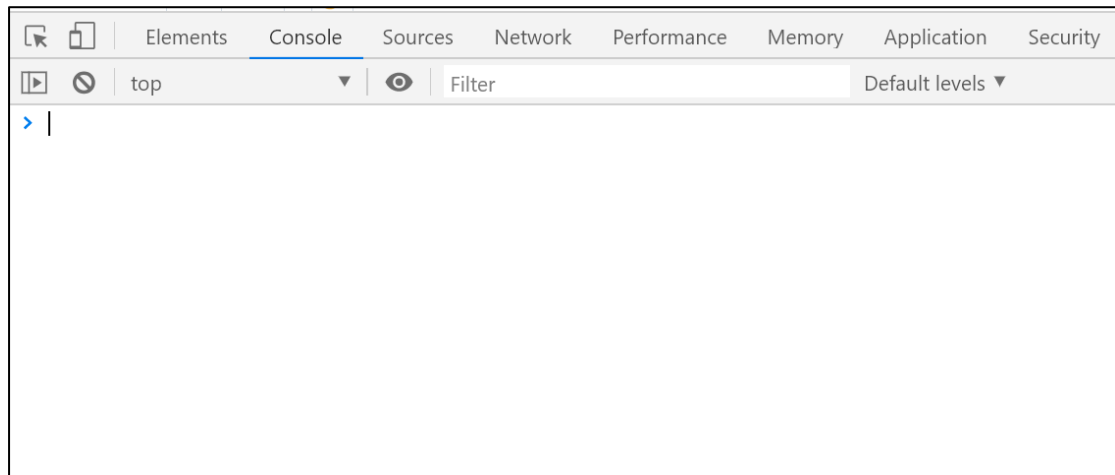 Elements Console Sources Network Performance Memory Application Security
top Filter Default levels ▼
>